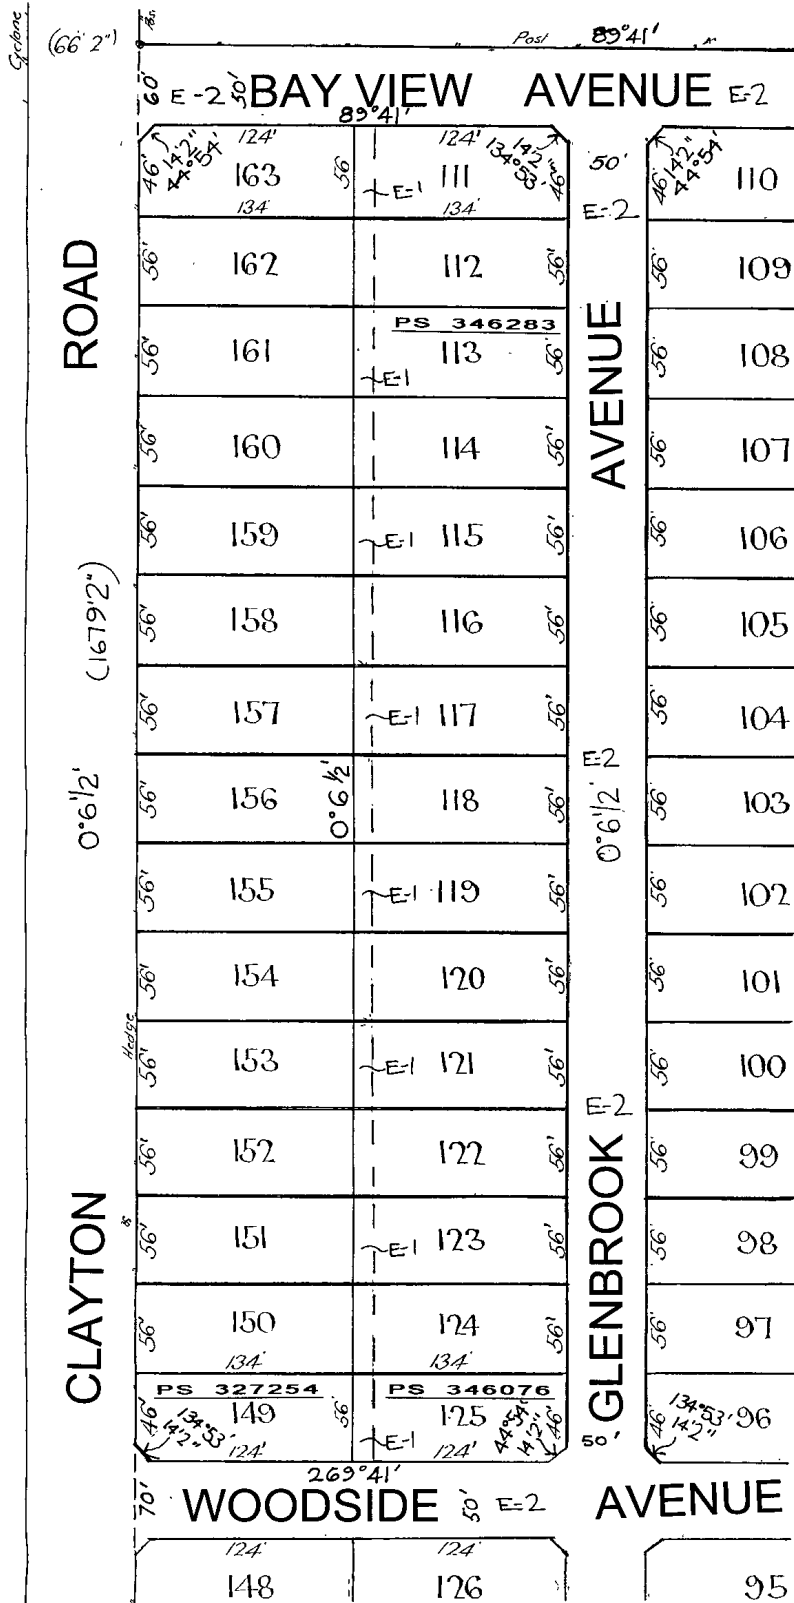 Cyclone
(66' 2")
Pos.
Post 89°41'
60' E-2 50' BAY VIEW AVENUE E-2
89°41'
124' 124'
46' 14'2" 44°54' 163 56' E-1 111 14'2" 134°53' 46' 50' 46' 14'2" 44°54' 110
134' 134' E-2
56' 162 112 56' 56' 109
PS 346283
56' 161 E-1 113 56' 56' 108
56' 160 114 56' 56' 107
56' 159 E-1 115 56' 56' 106
56' 158 116 56' 56' 105
56' 157 E-1 117 56' 56' 104
E-2
56' 156 118 56' 56' 103
56' 155 E-1 119 56' 56' 102
56' 154 120 56' 56' 101
56' 153 E-1 121 56' 56' 100
E-2
56' 152 122 56' 56' 99
56' 151 E-1 123 56' 56' 98
56' 150 124 56' 56' 97
134' 134'
PS 327254 PS 346076
46' 134°53' 14'2" 149 56' E-1 125 44°54' 14'2" 46' 50' 46' 134°53' 14'2" 96
124' 124'
269°41'
70' WOODSIDE 50' E-2 AVENUE
124' 124'
148 126 95
CLAYTON ROAD
(1679'2")
0°6½'
Hedge
0°6½'
GLENBROOK AVENUE
0°6½'